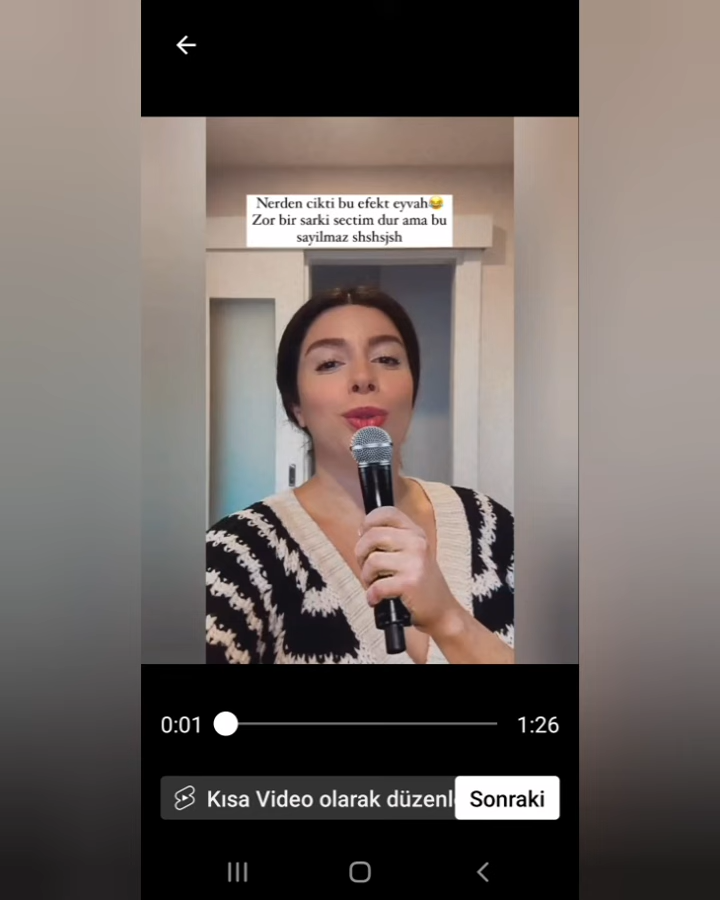 Nerden cikti bu efekt eyvah😂
Zor bir sarki sectim dur ama bu
sayilmaz shshsjsh
0:01
1:26
Kısa Video olarak düzenl
Sonraki